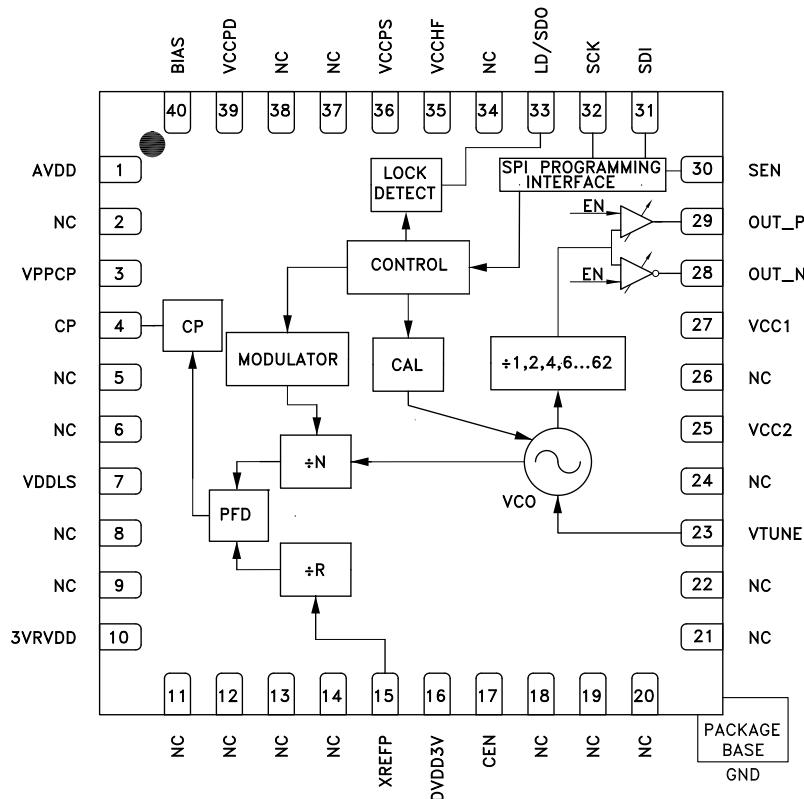 BIAS
VCCPD
NC
NC
VCCPS
VCCHF
NC
LD/SDO
SCK
SDI
40
39
38
37
36
35
34
33
32
31
AVDD
1
NC
2
VPPCP
3
CP
4
NC
5
NC
6
VDDLS
7
NC
8
NC
9
3VRVDD
10
LOCK
DETECT
SPI PROGRAMMING
INTERFACE
CONTROL
EN
EN
CP
MODULATOR
CAL
÷1,2,4,6...62
÷N
VCO
PFD
÷R
30
SEN
29
OUT_P
28
OUT_N
27
VCC1
26
NC
25
VCC2
24
NC
23
VTUNE
22
NC
21
NC
11
12
13
14
15
16
17
18
19
20
NC
NC
NC
NC
XREFP
DVDD3V
CEN
NC
NC
NC
PACKAGE
BASE
GND